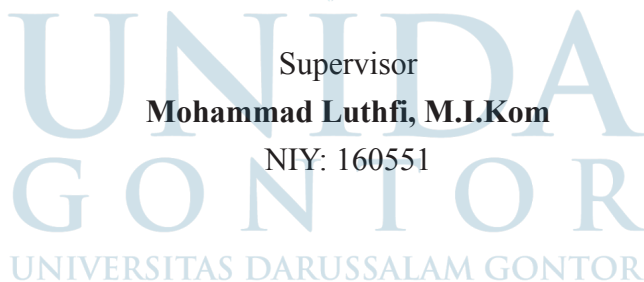 UNIDA
Supervisor
Mohammad Luthfi, M.I.Kom
NIY: 160551
GONTOR
UNIVERSITAS DARUSSALAM GONTOR